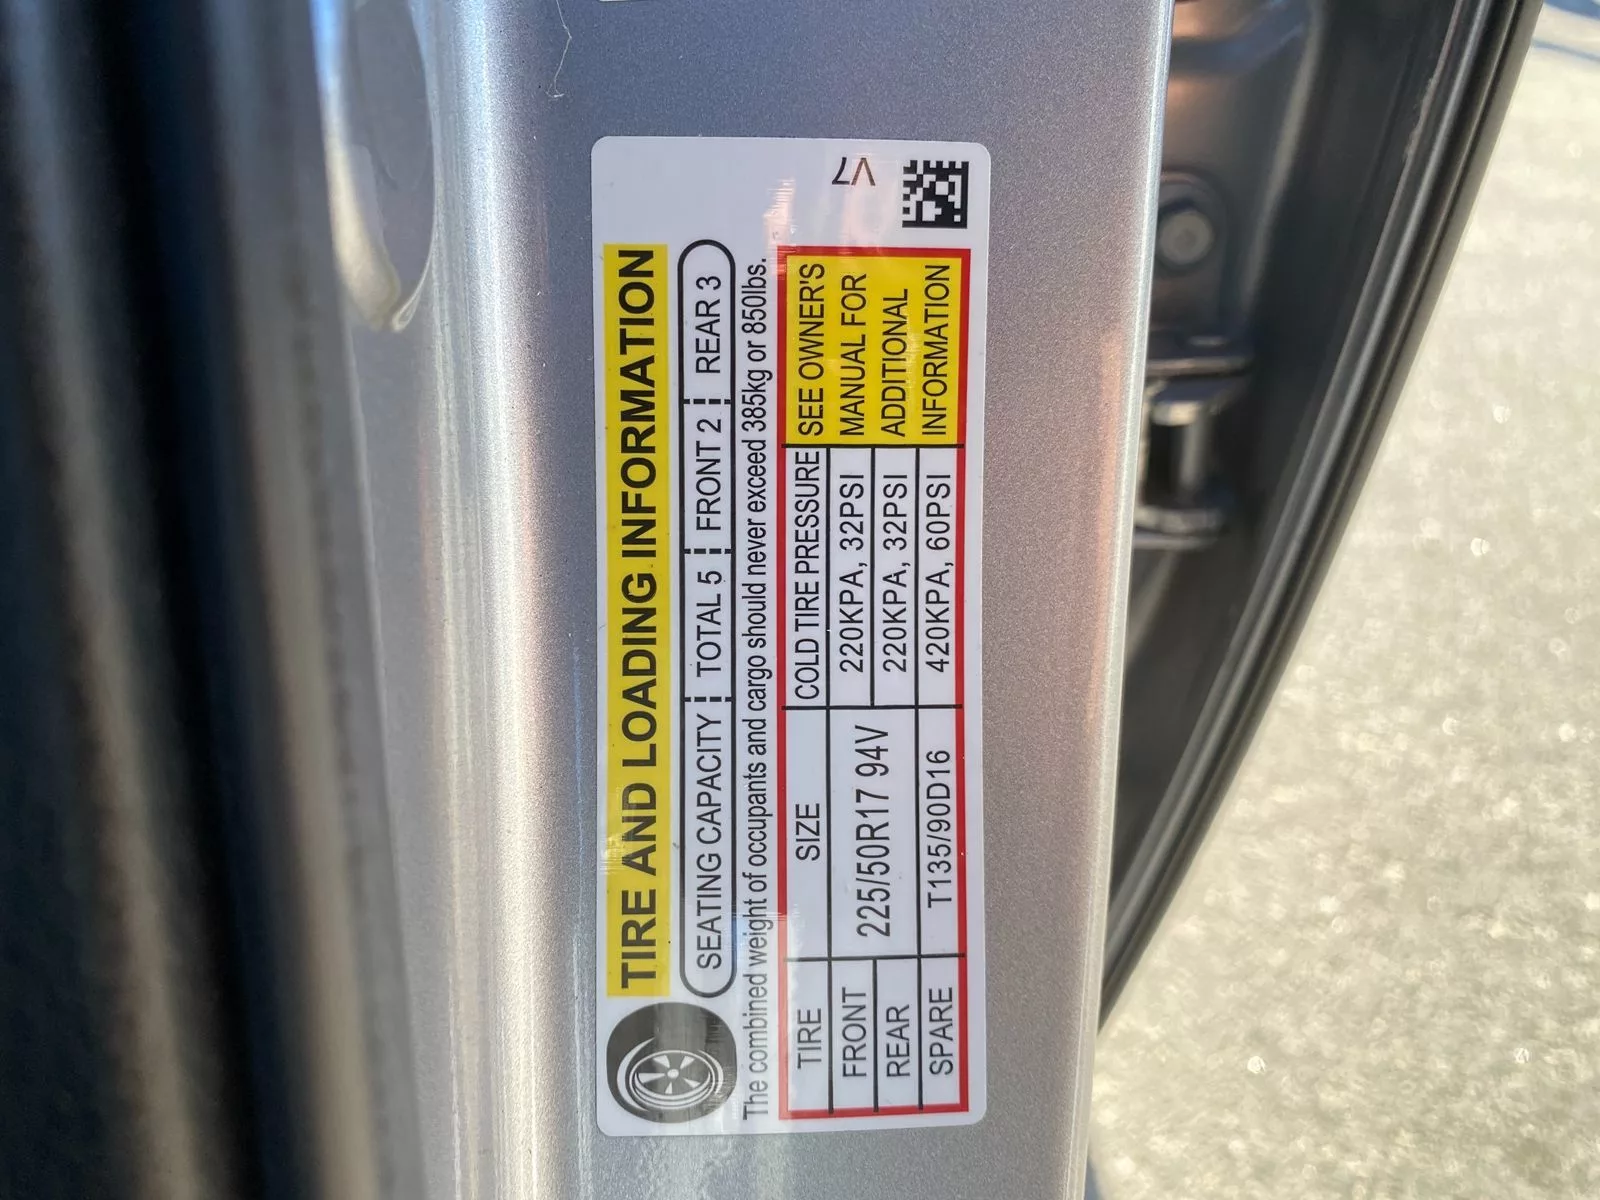 TIRE AND LOADING INFORMATION
SEATING CAPACITY TOTAL 5 FRONT 2 REAR 3
The combined weight of occupants and cargo should never exceed 385kg or 850lbs.
TIRE SIZE COLD TIRE PRESSURE
FRONT 225/50R17 94V 220KPA, 32PSI
REAR 220KPA, 32PSI
SPARE T135/90D16 420KPA, 60PSI
SEE OWNER'S
MANUAL FOR
ADDITIONAL
INFORMATION
V7